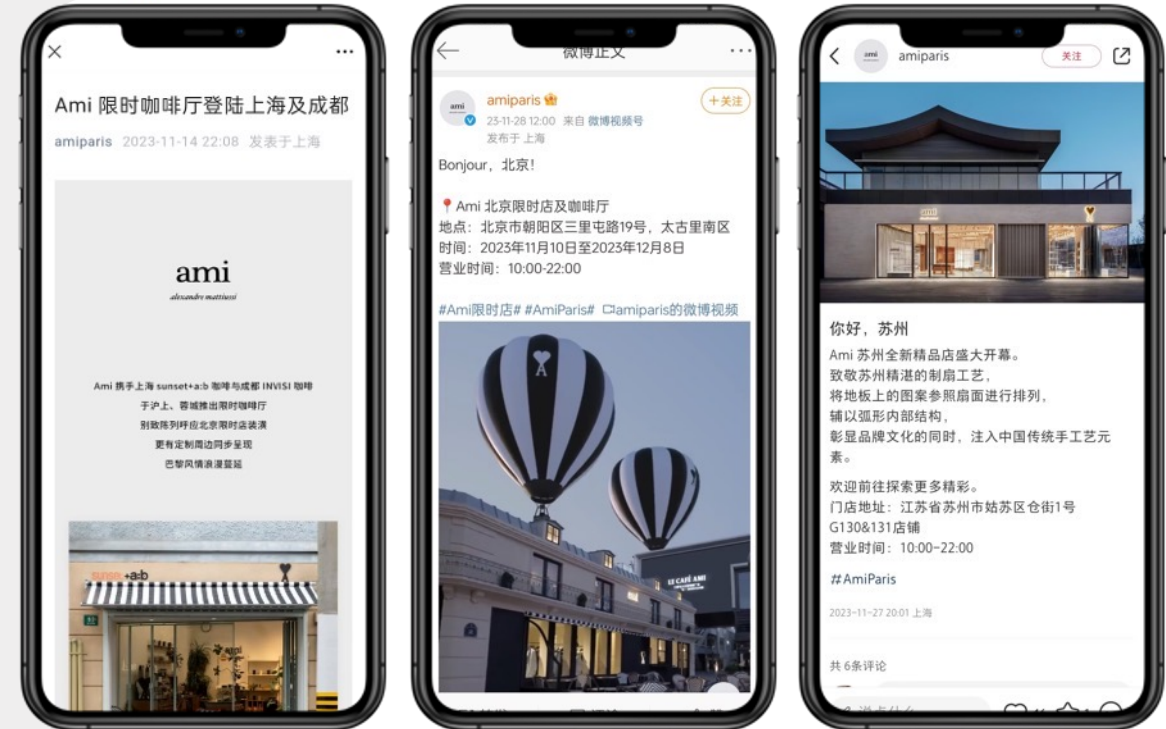 Ami 限时咖啡厅登陆上海及成都
amiparis 2023-11-14 22:08 发表于上海
ami
alexandre mattiussi
Ami 携手上海 sunset+a:b 咖啡与成都 INVISI 咖啡
于沪上、蓉城推出限时咖啡厅
别致陈列呼应北京限时店装潢
更有定制周边同步呈现
巴黎风情浪漫蔓延
sunset+a:b
微博正文
ami
amiparis
+关注
23-11-28 12:00 来自 微博视频号
发布于 上海
Bonjour，北京！
Ami 北京限时店及咖啡厅
地点：北京市朝阳区三里屯路19号，太古里南区
时间：2023年11月10日至2023年12月8日
营业时间：10:00-22:00
#Ami限时店# #AmiParis# amiparis的微博视频
A
LE CAFÉ AMI
ami
amiparis
关注
ami
你好，苏州
Ami 苏州全新精品店盛大开幕。
致敬苏州精湛的制扇工艺，
将地板上的图案参照扇面进行排列，
辅以弧形内部结构，
彰显品牌文化的同时，注入中国传统手工艺元
素。
欢迎前往探索更多精彩。
门店地址：江苏省苏州市姑苏区仓街1号
G130&131店铺
营业时间：10:00-22:00
#AmiParis
2023-11-27 20:01 上海
共 6条评论